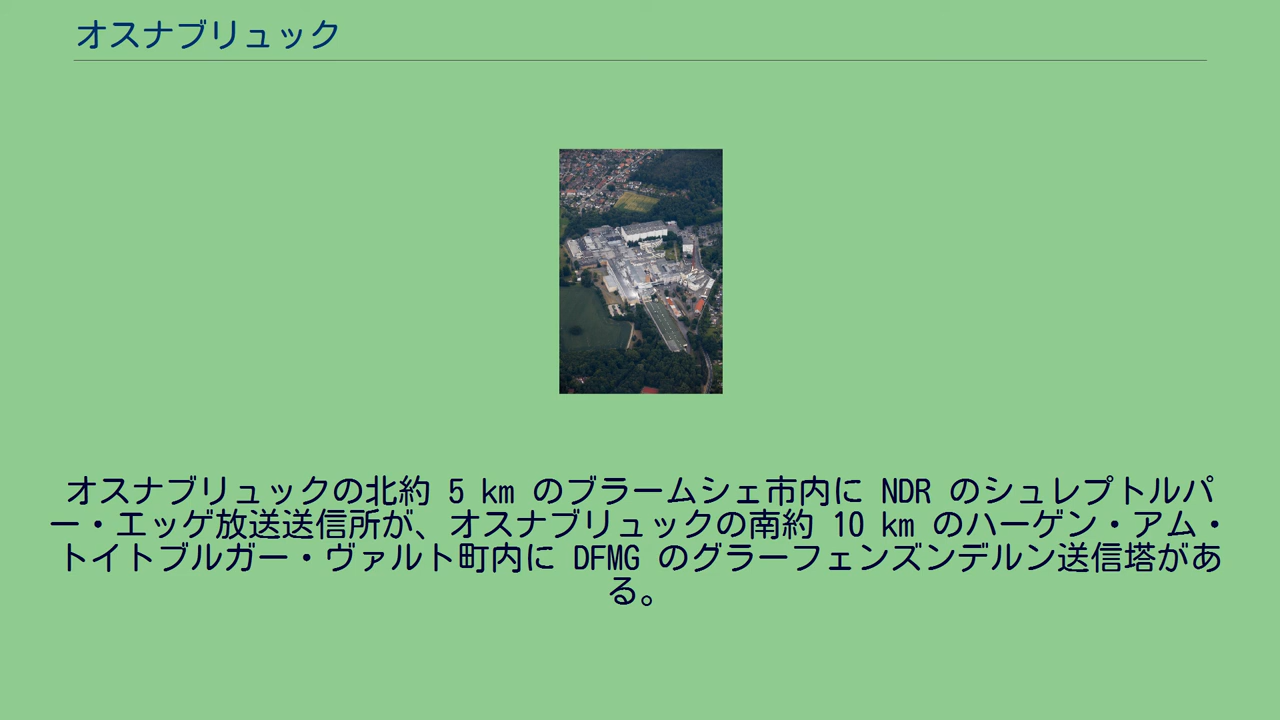 オスナブリュック
オスナブリュックの北約 5 km のブラームシェ市内に NDR のシュレプトルパ
ー・エッゲ放送送信所が、オスナブリュックの南約 10 km のハーゲン・アム・
トイトブルガー・ヴァルト町内に DFMG のグラーフェンズンデルン送信塔があ
る。